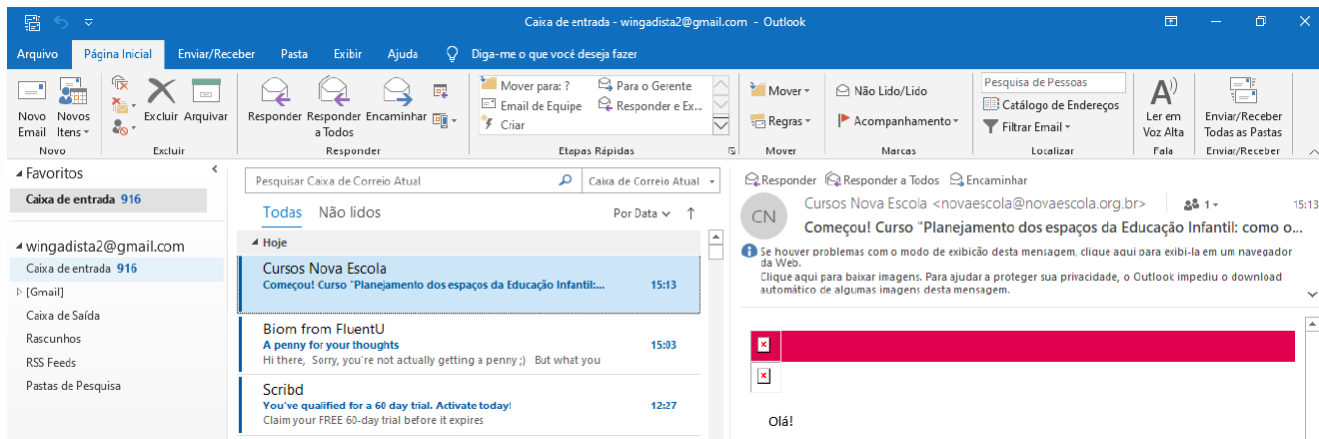 Caixa de entrada - wingadista2@gmail.com - Outlook
Arquivo Página Inicial Enviar/Receber Pasta Exibir Ajuda Diga-me o que você deseja fazer
Novo Email
Novos Itens
Novo
Excluir Arquivar
Excluir
Responder Responder a Todos Encaminhar
Responder
Mover para: ? Para o Gerente
Email de Equipe Responder e Ex...
Criar
Etapas Rápidas
Mover
Regras
Mover
Não Lido/Lido
Acompanhamento
Marcas
Pesquisa de Pessoas
Catálogo de Endereços
Filtrar Email
Localizar
Ler em Voz Alta
Fala
Enviar/Receber Todas as Pastas
Enviar/Receber
Favoritos
Caixa de entrada 916
wingadista2@gmail.com
Caixa de entrada 916
[Gmail]
Caixa de Saída
Rascunhos
RSS Feeds
Pastas de Pesquisa
Pesquisar Caixa de Correio Atual Caixa de Correio Atual
Todas Não lidos Por Data
Hoje
Cursos Nova Escola
Começou! Curso "Planejamento dos espaços da Educação Infantil:... 15:13
Biom from FluentU
A penny for your thoughts 15:03
Hi there, Sorry, you're not actually getting a penny ;) But what you
Scribd
You've qualified for a 60 day trial. Activate today! 12:27
Claim your FREE 60-day trial before it expires
Responder Responder a Todos Encaminhar
CN
Cursos Nova Escola <novaescola@novaescola.org.br> 1 15:13
Começou! Curso "Planejamento dos espaços da Educação Infantil: como o...
Se houver problemas com o modo de exibição desta mensagem, clique aqui para exibi-la em um navegador
da Web.
Clique aqui para baixar imagens. Para ajudar a proteger sua privacidade, o Outlook impediu o download
automático de algumas imagens desta mensagem.
Olá!